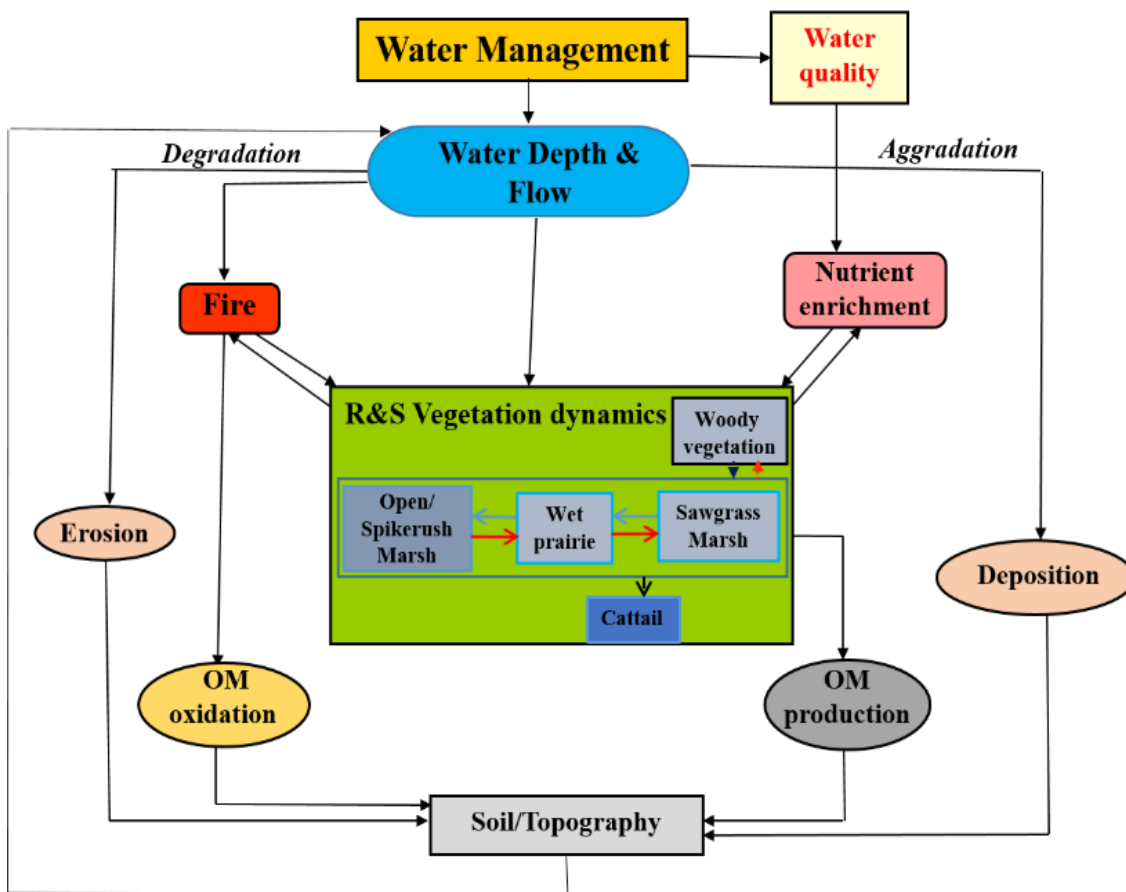 Water Management
Water
quality
Degradation
Water Depth &
Flow
Aggradation
Fire
Nutrient
enrichment
R&S Vegetation dynamics
Woody
vegetation
Open/
Spikerush
Marsh
Wet
prairie
Sawgrass
Marsh
Cattail
Erosion
Deposition
OM
oxidation
OM
production
Soil/Topography